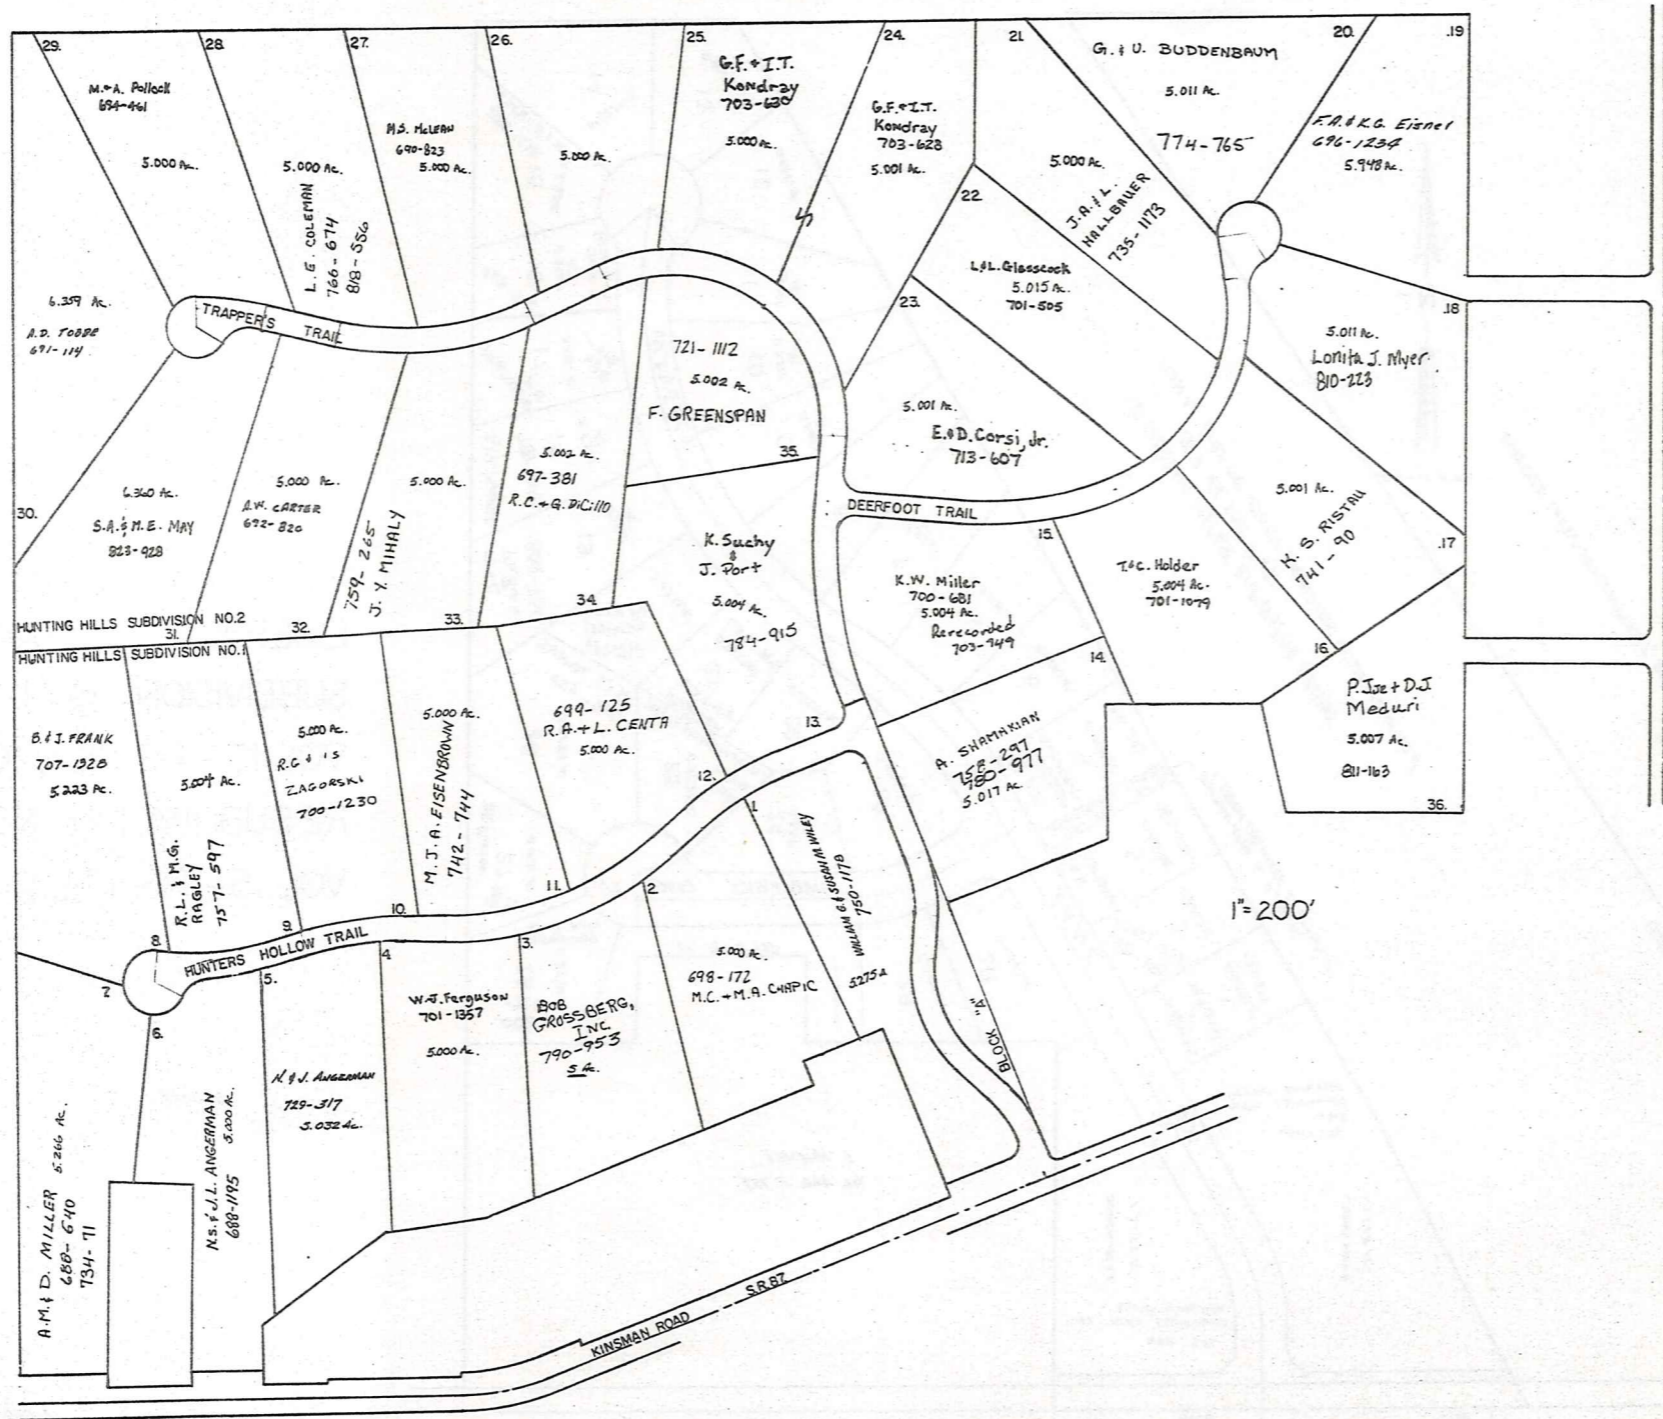 29.
M. & A. Pollock
694-461
5.000 Ac.
28.
5.000 Ac.
L. E. COLEMAN
766-674
818-556
27.
M.S. McLEAN
690-823
5.000 Ac.
26.
5.000 Ac.
25.
G.F. & I.T.
Kondray
703-630
5.000 Ac.
24.
G.F. & I.T.
Kondray
703-628
5.001 Ac.
21.
5.000 Ac.
J.A. & L.
HALLBAUER
735-1173
G. & U. BUDDENBAUM
5.011 Ac.
774-765
20.
.19
F.A. & K.G. Eisnel
696-1234
5.948 Ac.
22.
L&L. Glasscock
5.015 Ac.
701-505
23.
5.001 Ac.
E. & D. Corsi, Jr.
713-607
.18
5.011 Ac.
Lonita J. Myer
810-223
6.359 Ac.
A.D. TOBBE
691-114
TRAPPER'S TRAIL
721-1112
5.002 Ac.
F. GREENSPAN
35.
5.002 Ac.
697-381
R.C. & G. DiCillo
5.000 Ac.
759-265
J. Y. MIHALY
5.000 Ac.
A.W. CARTER
692-820
30.
6.360 Ac.
S.A. & M.E. MAY
823-928
DEERFOOT TRAIL
5.001 Ac.
K. S. RISTAU
741-90
.17
15.
K.W. Miller
700-681
5.004 Ac.
Rerecorded
703-949
T.&C. Holder
5.004 Ac.
701-1079
K. Suchy
&
J. Port
5.004 Ac.
784-915
HUNTING HILLS SUBDIVISION NO.2
31.
32.
33.
34.
HUNTING HILLS SUBDIVISION NO.1
14.
16.
P. Joe + D.J.
Meduri
5.007 Ac.
811-163
36.
B. & J. FRANK
707-1328
5.223 Ac.
5.004 Ac.
R.L. & M.G.
RAGLEY
757-597
5.000 Ac.
R.G & I S
ZAGORSKI
700-1230
5.000 Ac.
M. J. A. EISENBROWN
742-744
699-125
R.A. + L. CENTA
5.000 Ac.
13.
12.
A. SHAMAKIAN
758-297
780-977
5.017 Ac.
1.
WILLIAM G. & SUSAN M. WILEY
750-1178
5.275 A
11.
2.
10.
9.
8.
HUNTERS HOLLOW TRAIL
1"=200'
7.
6.
5.
4.
3.
W.J. Ferguson
701-1357
5.000 Ac.
BOB
GROSSBERG,
INC.
790-953
5 Ac.
5.000 Ac.
698-172
M.C. + M.A. CHAPIC
BLOCK "A"
N. & J. ANGERMAN
729-317
5.032 Ac.
N.S. & J.L. ANGERMAN
688-1195
5.000 Ac.
A.M. & D. MILLER
5.266 Ac.
688-640
734-71
KINSMAN ROAD
S.R.87.